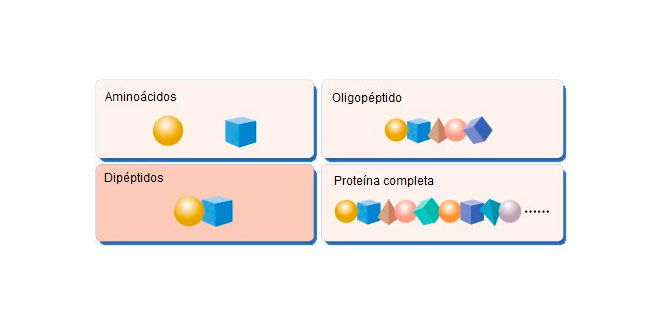 Aminoácidos
Oligopéptido
Dipéptidos
Proteína completa